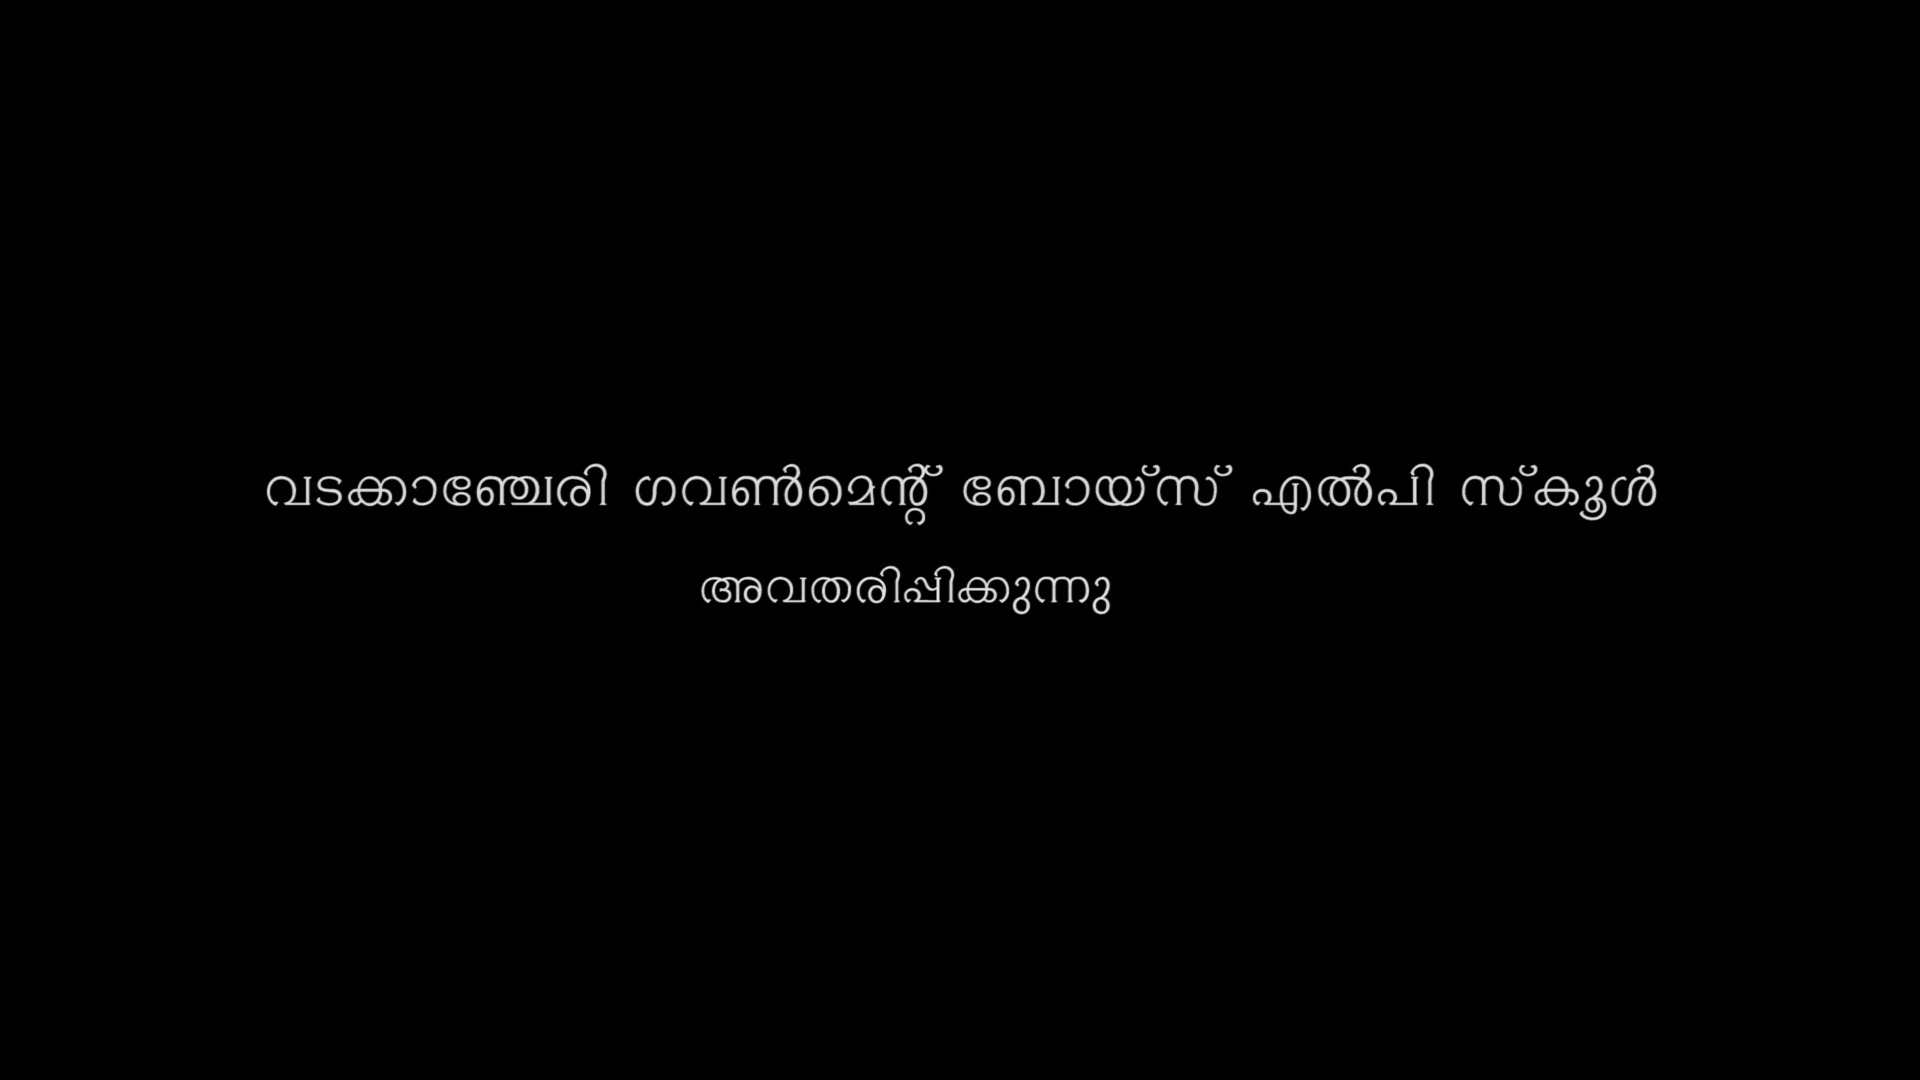 വടക്കാഞ്ചേരി ഗവൺമെന്റ് ബോയ്സ് എൽപി സ്കൂൾ
അവതരിപ്പിക്കുന്നു